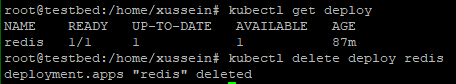 root@testbed:/home/xussein# kubectl get deploy
NAME    READY   UP-TO-DATE   AVAILABLE   AGE
redis   1/1     1            1           87m
root@testbed:/home/xussein# kubectl delete deploy redis
deployment.apps "redis" deleted